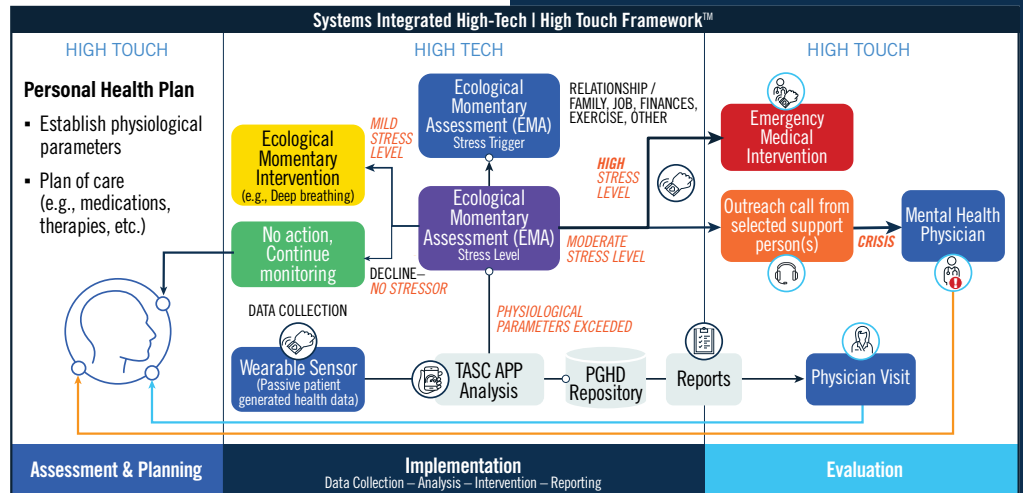 Systems Integrated High-Tech | High Touch Framework™
HIGH TOUCH
HIGH TECH
HIGH TOUCH
Personal Health Plan
▪ Establish physiological
parameters
▪ Plan of care
(e.g., medications,
therapies, etc.)
Ecological
Momentary
Intervention
(e.g., Deep breathing)
MILD
STRESS
LEVEL
Ecological
Momentary
Assessment (EMA)
Stress Trigger
RELATIONSHIP /
FAMILY, JOB, FINANCES,
EXERCISE, OTHER
HIGH
STRESS
LEVEL
Emergency
Medical
Intervention
No action,
Continue
monitoring
DECLINE–
NO STRESSOR
Ecological
Momentary
Assessment (EMA)
Stress Level
MODERATE
STRESS LEVEL
Outreach call from
selected support
person(s)
CRISIS
Mental Health
Physician
DATA COLLECTION
Wearable Sensor
(Passive patient
generated health data)
PHYSIOLOGICAL
PARAMETERS EXCEEDED
TASC APP
Analysis
PGHD
Repository
Reports
Physician Visit
Assessment & Planning
Implementation
Data Collection – Analysis – Intervention – Reporting
Evaluation